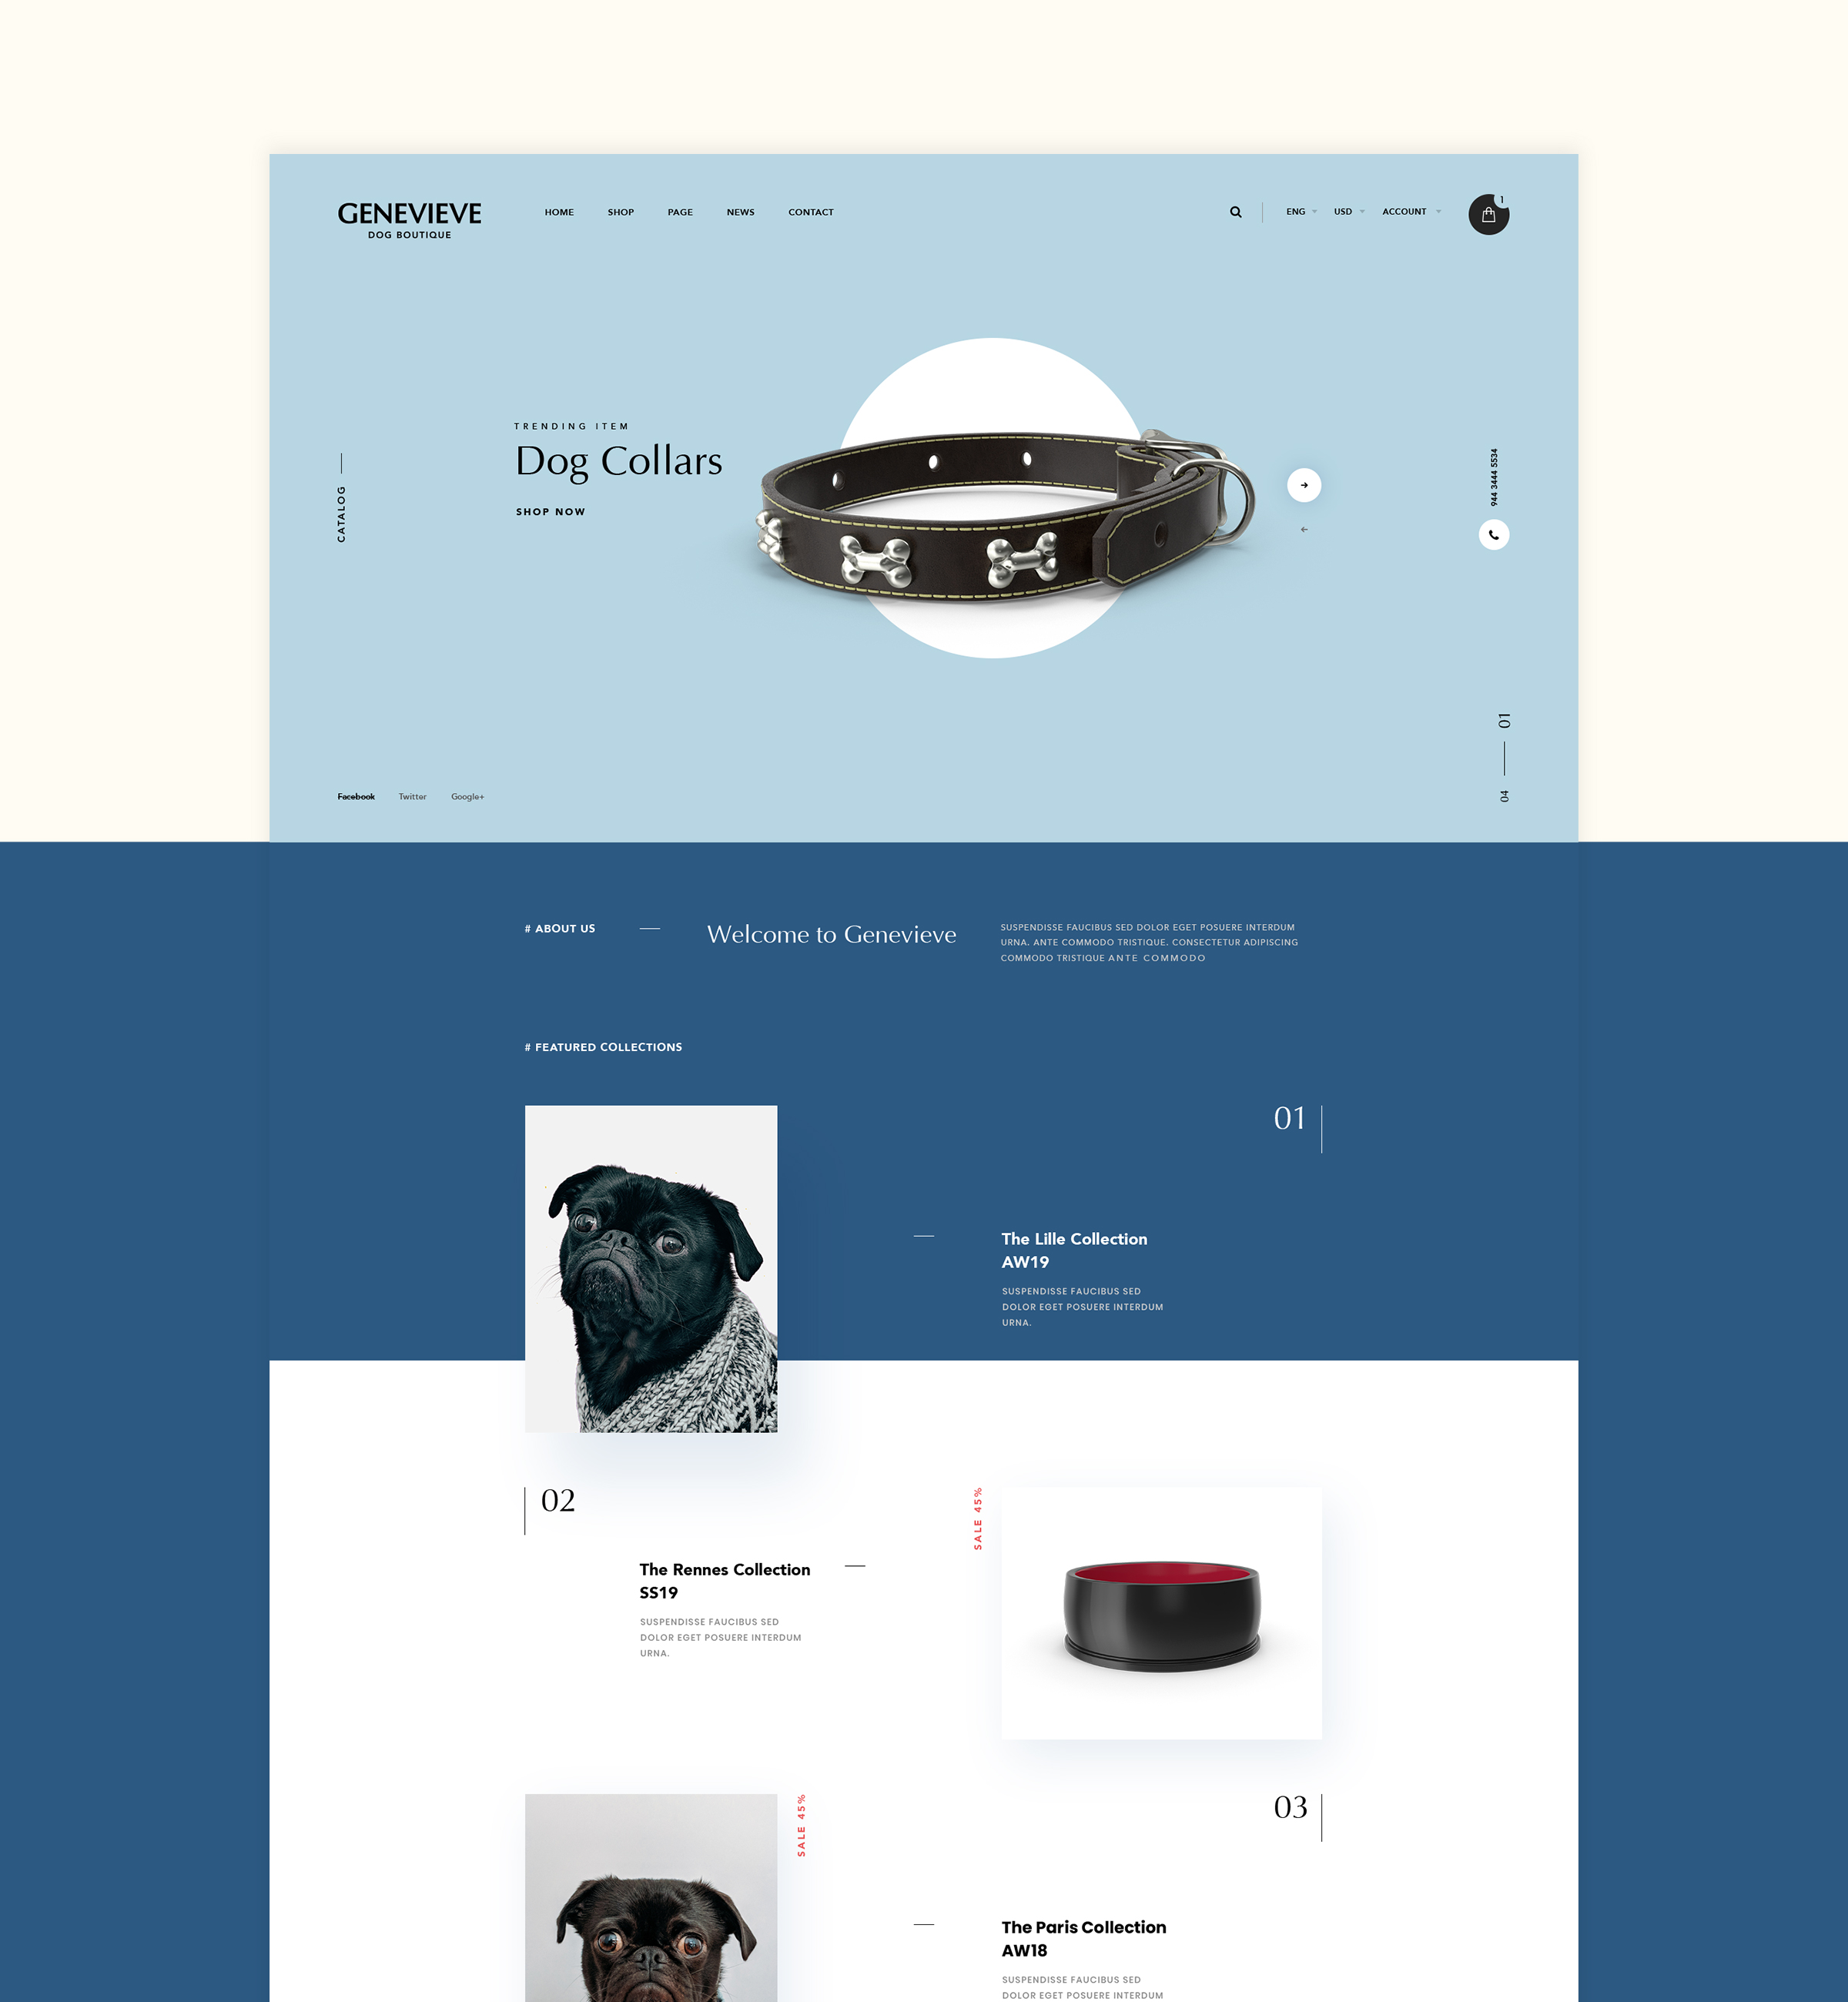 GENEVIEVE
DOG BOUTIQUE
HOME SHOP PAGE NEWS CONTACT
ENG USD ACCOUNT
1
CATALOG
TRENDING ITEM
Dog Collars
SHOP NOW
944 3444 5534
01
04
Facebook Twitter Google+
# ABOUT US
Welcome to Genevieve
SUSPENDISSE FAUCIBUS SED DOLOR EGET POSUERE INTERDUM
URNA. ANTE COMMODO TRISTIQUE. CONSECTETUR ADIPISCING
COMMODO TRISTIQUE ANTE COMMODO
# FEATURED COLLECTIONS
01
The Lille Collection
AW19
SUSPENDISSE FAUCIBUS SED
DOLOR EGET POSUERE INTERDUM
URNA.
02
The Rennes Collection
SS19
SUSPENDISSE FAUCIBUS SED
DOLOR EGET POSUERE INTERDUM
URNA.
SALE 45%
SALE 45%
03
The Paris Collection
AW18
SUSPENDISSE FAUCIBUS SED
DOLOR EGET POSUERE INTERDUM